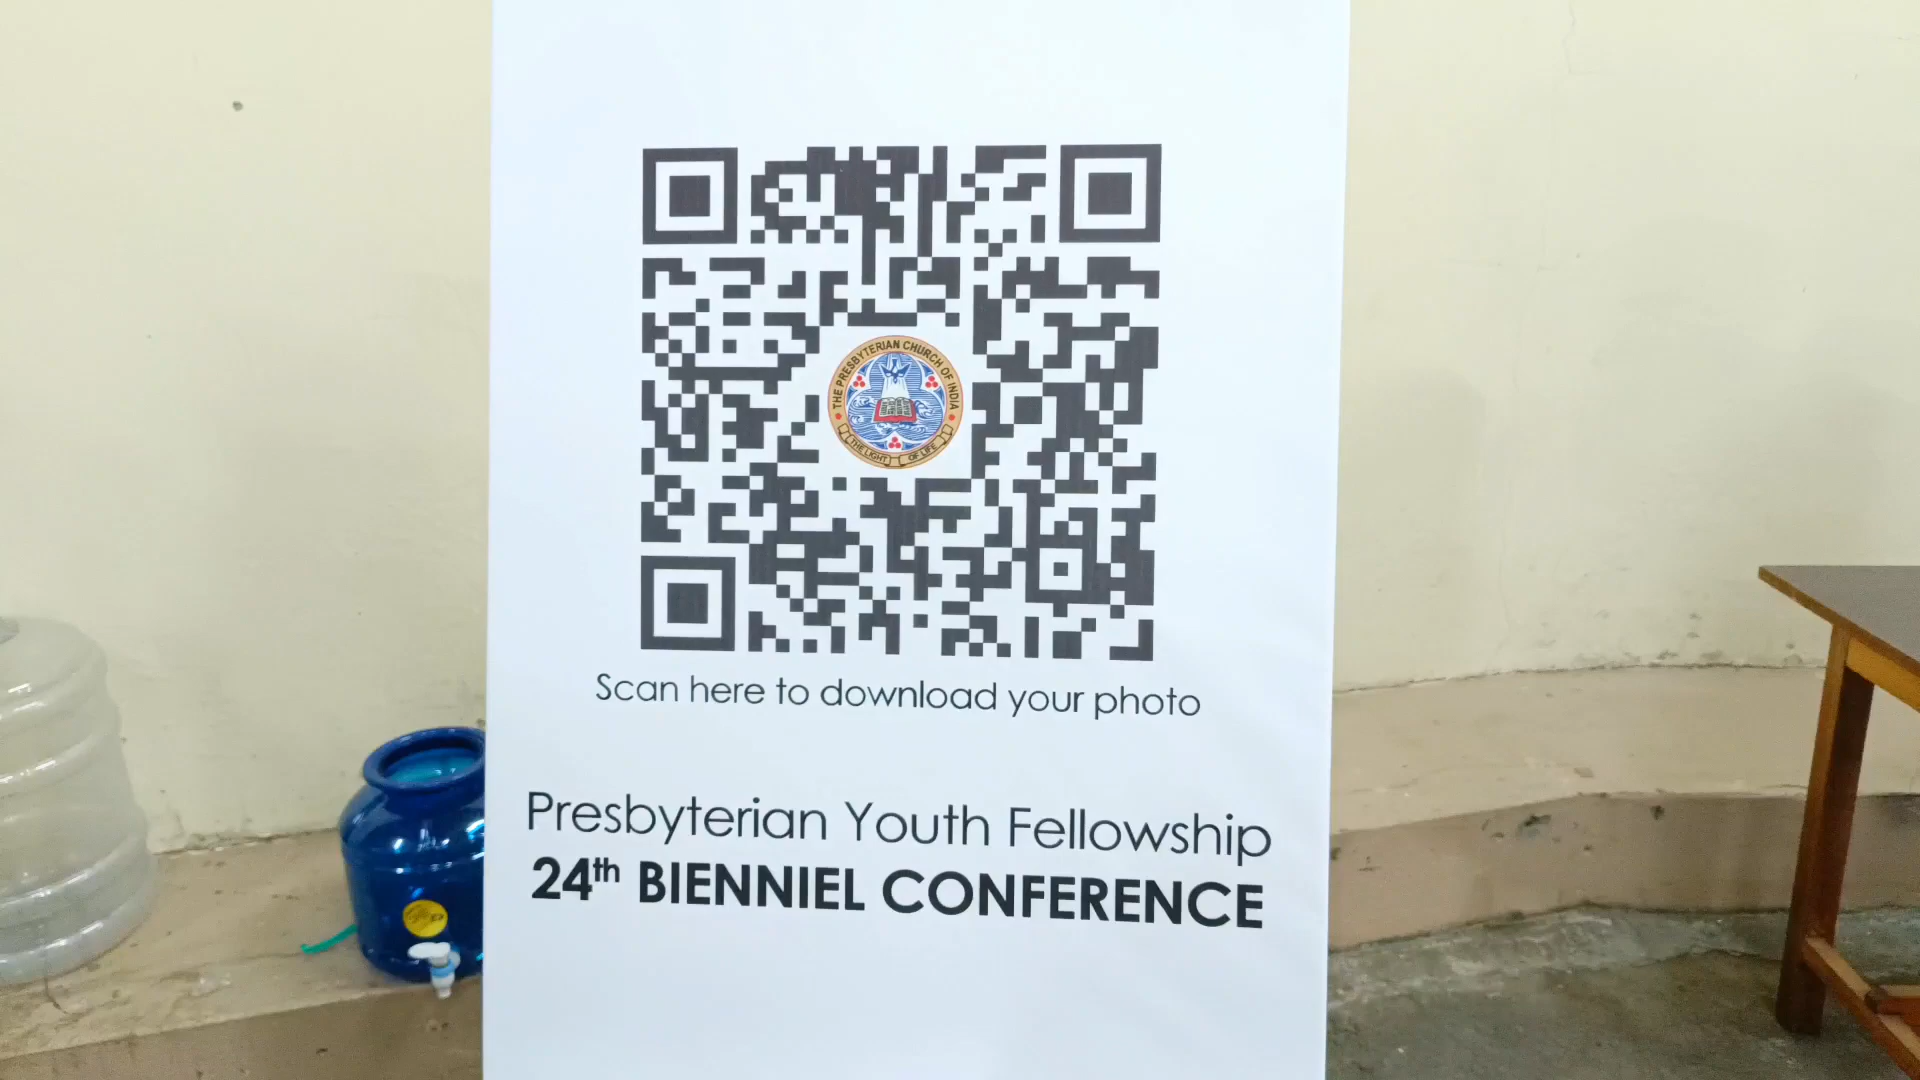 THE PRESBYTERIAN CHURCH OF INDIA
THE LIGHT OF LIFE
Scan here to download your photo
Presbyterian Youth Fellowship
24th BIENNIEL CONFERENCE